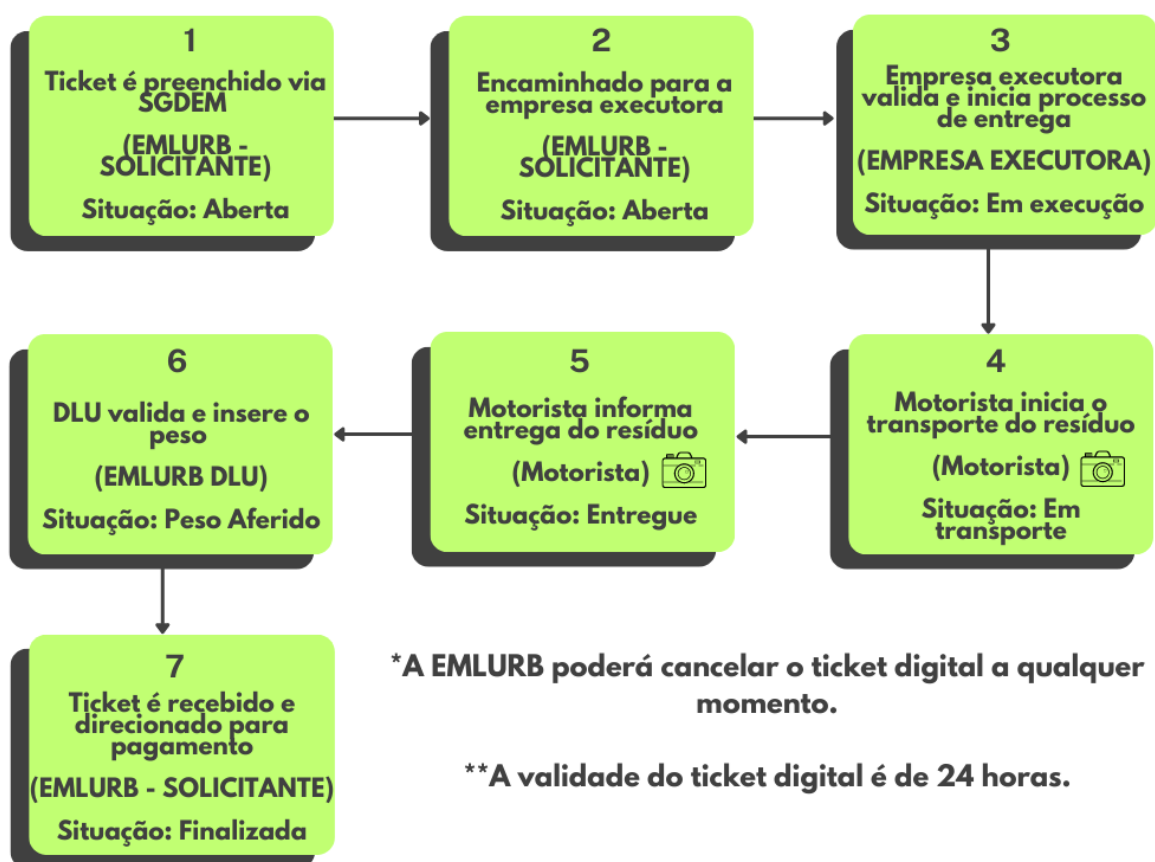 1
Ticket é preenchido via
SGDEM
(EMLURB -
SOLICITANTE)
Situação: Aberta
2
Encaminhado para a
empresa executora
(EMLURB -
SOLICITANTE)
Situação: Aberta
3
Empresa executora
valida e inicia processo
de entrega
(EMPRESA EXECUTORA)
Situação: Em execução
4
Motorista inicia o
transporte do resíduo
(Motorista)
Situação: Em
transporte
5
Motorista informa
entrega do resíduo
(Motorista)
Situação: Entregue
6
DLU valida e insere o
peso
(EMLURB DLU)
Situação: Peso Aferido
7
Ticket é recebido e
direcionado para
pagamento
(EMLURB - SOLICITANTE)
Situação: Finalizada
*A EMLURB poderá cancelar o ticket digital a qualquer
momento.
**A validade do ticket digital é de 24 horas.